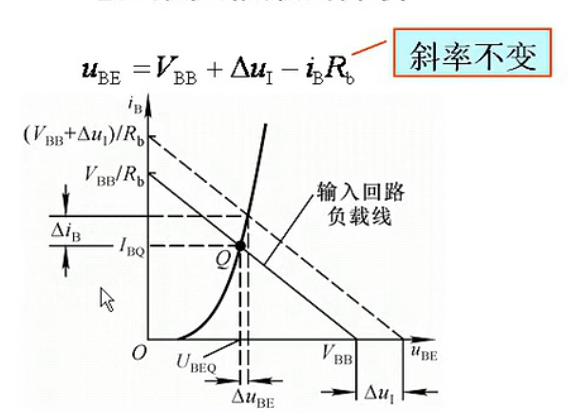 u_BE = V_BB + Δu_I − i_B R_b
斜率不变
i_B
(V_BB+Δu_I)/R_b
V_BB/R_b
输入回路
负载线
Δi_B
I_BQ
Q
O
U_BEQ
V_BB
u_BE
Δu_BE
Δu_I